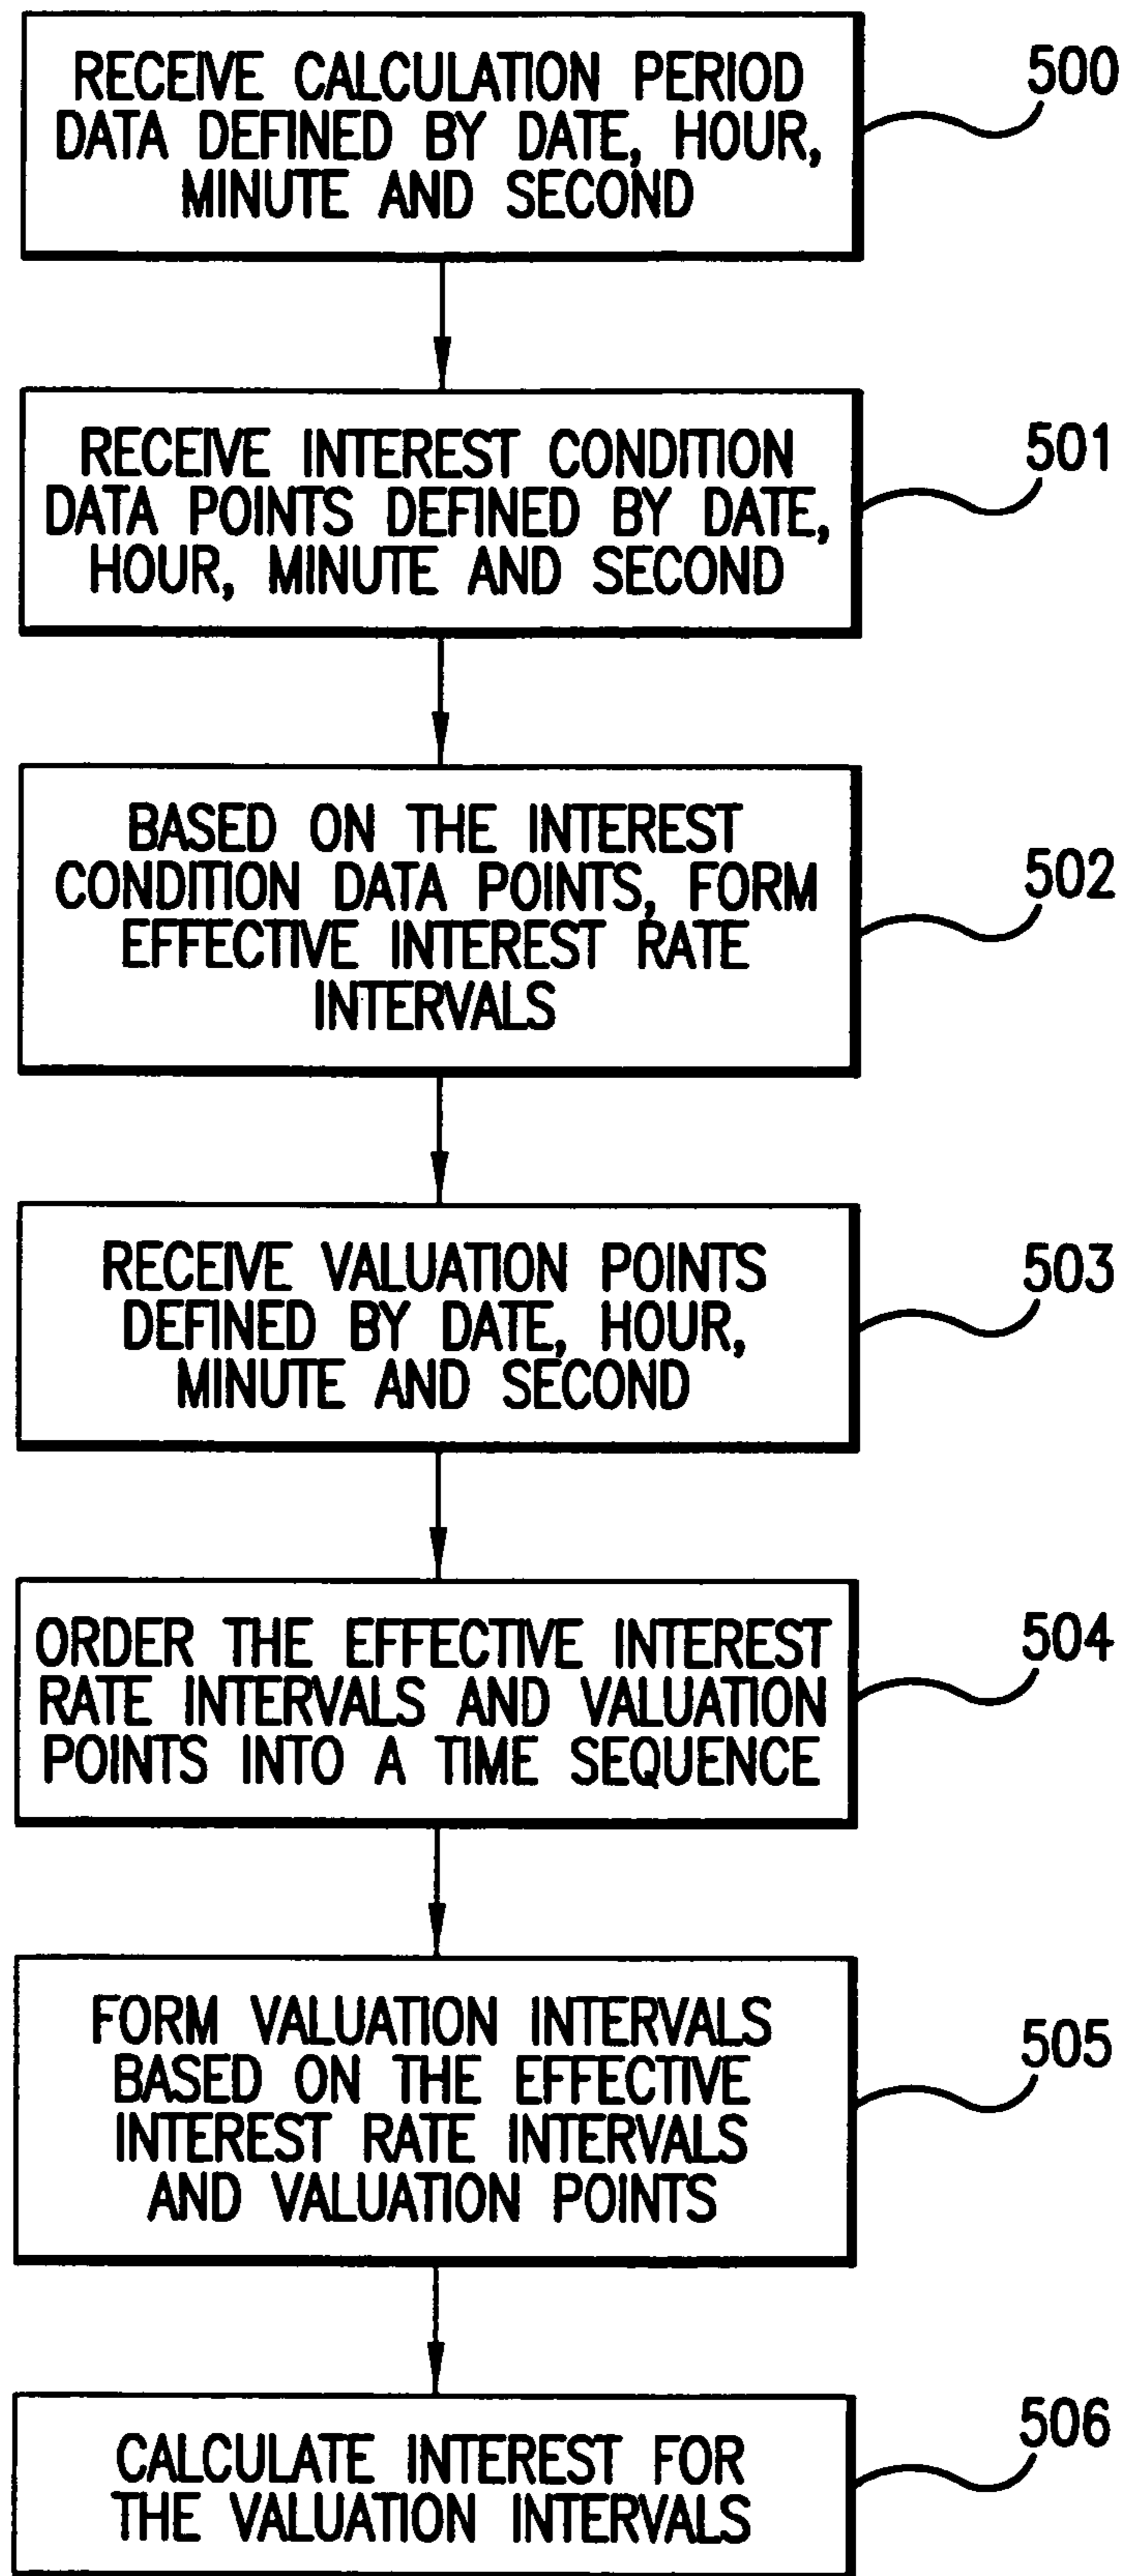 RECEIVE CALCULATION PERIOD
DATA DEFINED BY DATE, HOUR,
MINUTE AND SECOND
500
RECEIVE INTEREST CONDITION
DATA POINTS DEFINED BY DATE,
HOUR, MINUTE AND SECOND
501
BASED ON THE INTEREST
CONDITION DATA POINTS, FORM
EFFECTIVE INTEREST RATE
INTERVALS
502
RECEIVE VALUATION POINTS
DEFINED BY DATE, HOUR,
MINUTE AND SECOND
503
ORDER THE EFFECTIVE INTEREST
RATE INTERVALS AND VALUATION
POINTS INTO A TIME SEQUENCE
504
FORM VALUATION INTERVALS
BASED ON THE EFFECTIVE
INTEREST RATE INTERVALS
AND VALUATION POINTS
505
CALCULATE INTEREST FOR
THE VALUATION INTERVALS
506